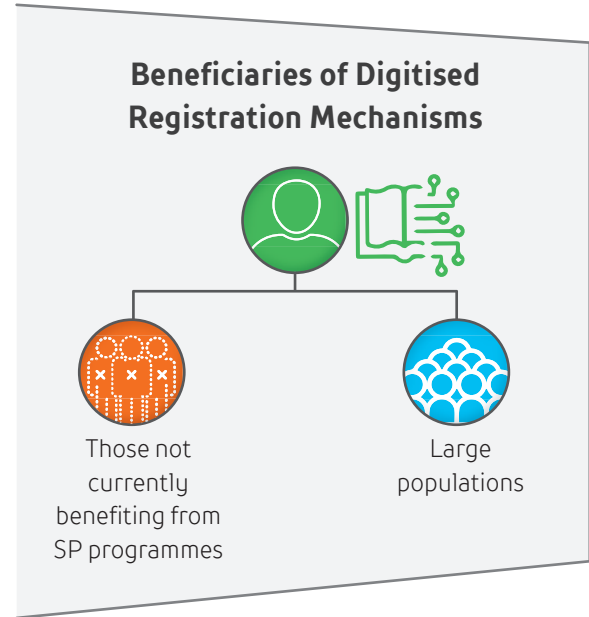 Beneficiaries of Digitised
Registration Mechanisms
Those not
currently
benefiting from
SP programmes
Large
populations